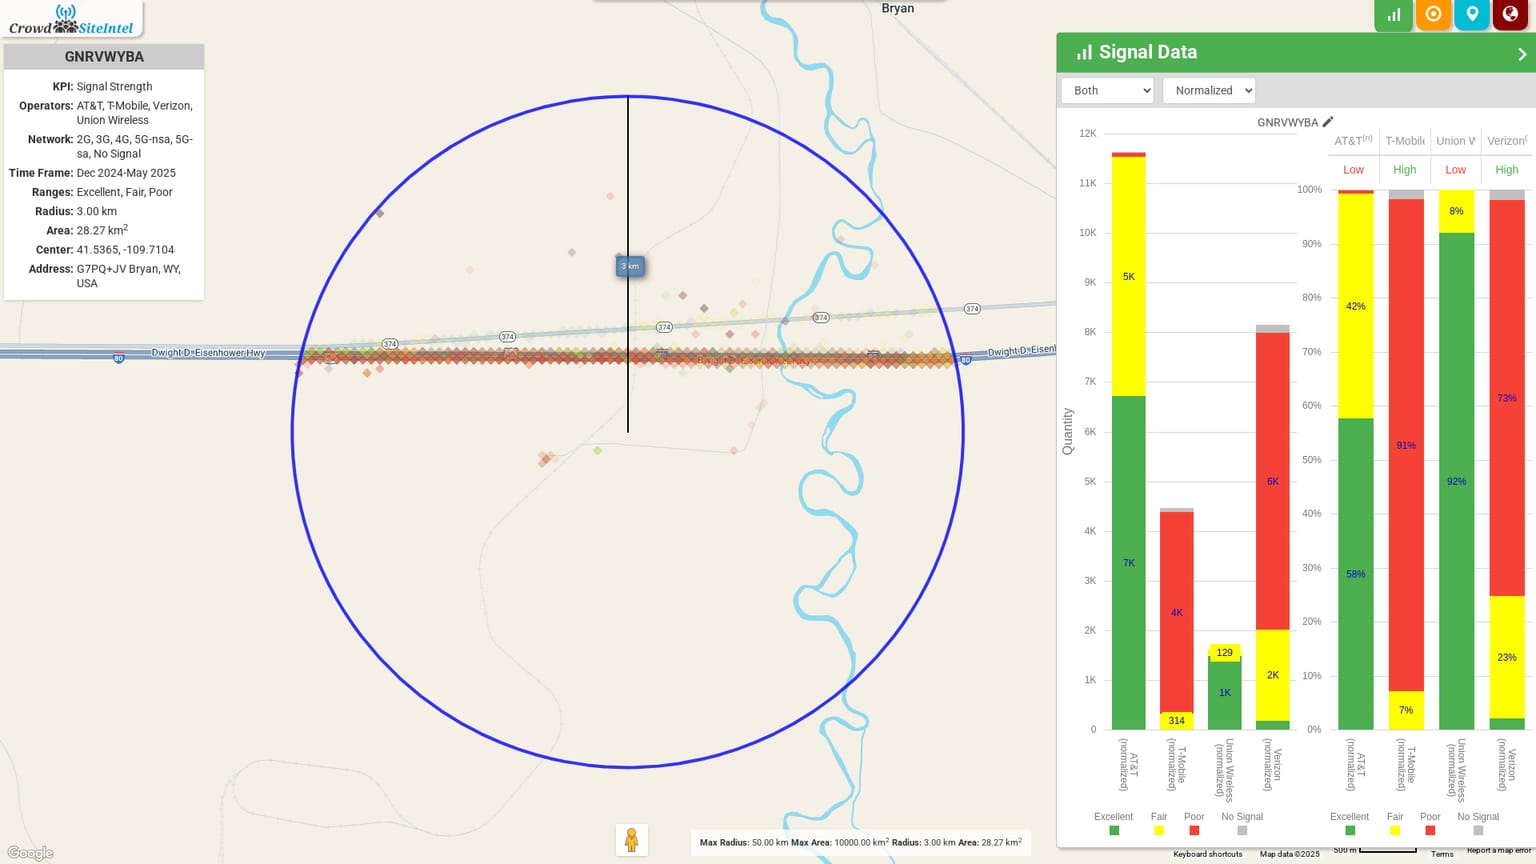 Crowd SiteIntel
GNRVWYBA
KPI: Signal Strength
Operators: AT&T, T-Mobile, Verizon,
Union Wireless
Network: 2G, 3G, 4G, 5G-nsa, 5G-
sa, No Signal
Time Frame: Dec 2024-May 2025
Ranges: Excellent, Fair, Poor
Radius: 3.00 km
Area: 28.27 km2
Center: 41.5365, -109.7104
Address: G7PQ+JV Bryan, WY,
USA
Bryan
3 km
374
374
374
374
374
80
Dwight D. Eisenhower Hwy
Dwight D. Eisenhower Hwy
80
Dwight D. Eisenl
Google
Max Radius: 50.00 km Max Area: 10000.00 km2 Radius: 3.00 km Area: 28.27 km2
Signal Data
Both
Normalized
GNRVWYBA
12K
11K
10K
9K
8K
7K
6K
5K
4K
3K
2K
1K
0
Quantity
5K
7K
4K
314
129
1K
6K
2K
AT&T
(normalized)
T-Mobile
(normalized)
Union Wireless
(normalized)
Verizon
(normalized)
Excellent Fair Poor No Signal
AT&T(n) T-Mobile Union W Verizon(
Low High Low High
100%
90%
80%
70%
60%
50%
40%
30%
20%
10%
0%
42%
58%
91%
7%
8%
92%
73%
23%
AT&T
(normalized)
T-Mobile
(normalized)
Union Wireless
(normalized)
Verizon
(normalized)
Excellent Fair Poor No Signal
Keyboard shortcuts Map data ©2025 500 m Terms Report a map error